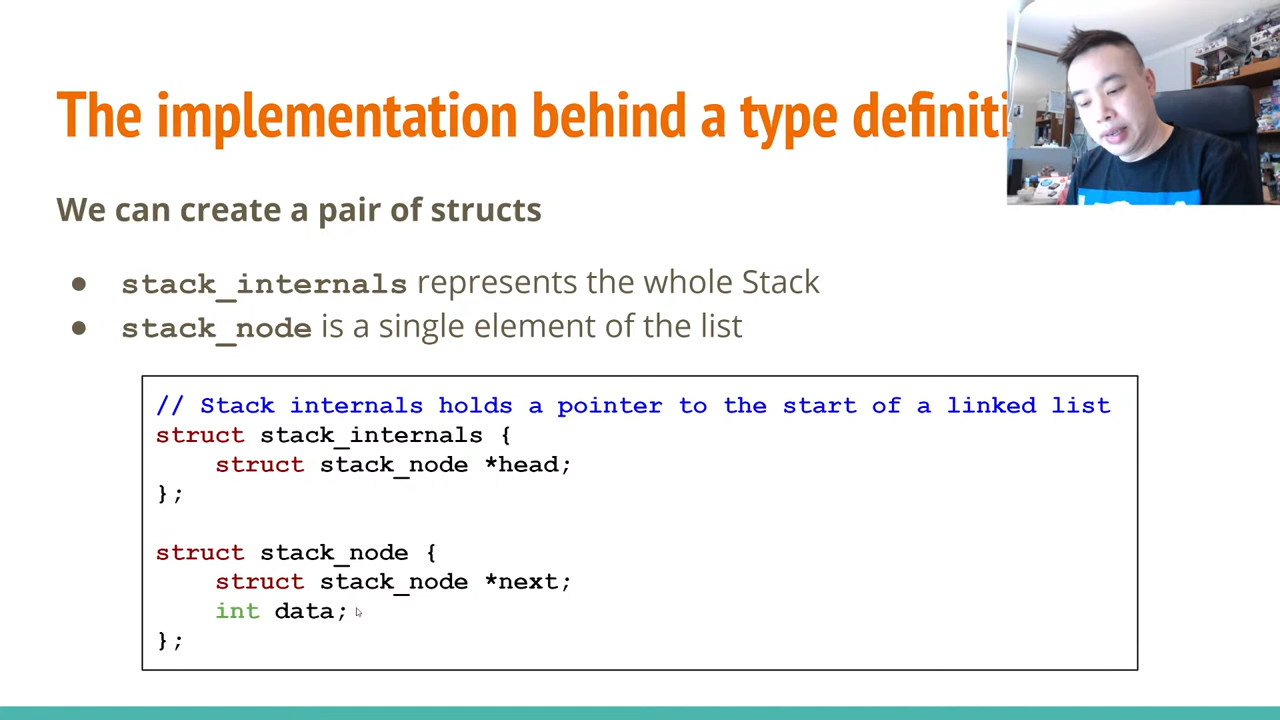 The implementation behind a type definiti
We can create a pair of structs
● stack_internals represents the whole Stack
● stack_node is a single element of the list
// Stack internals holds a pointer to the start of a linked list
struct stack_internals {
    struct stack_node *head;
};

struct stack_node {
    struct stack_node *next;
    int data;
};